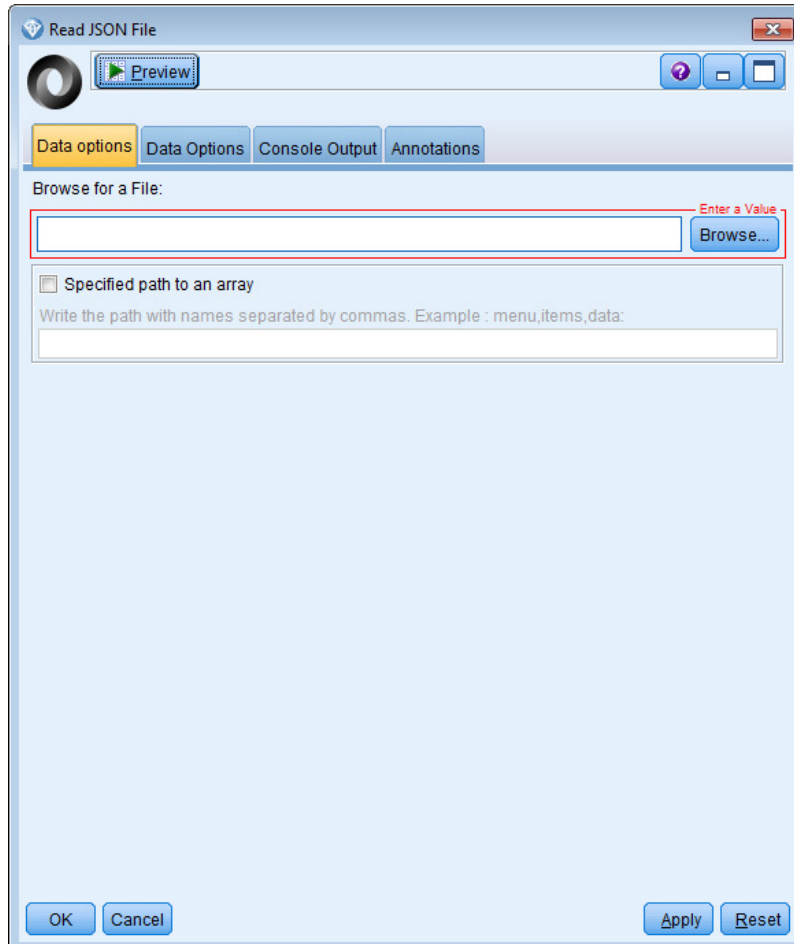 Read JSON File
Preview
Data options Data Options Console Output Annotations
Browse for a File:
Enter a Value
Browse...
Specified path to an array
Write the path with names separated by commas. Example : menu,items,data:
OK Cancel Apply Reset